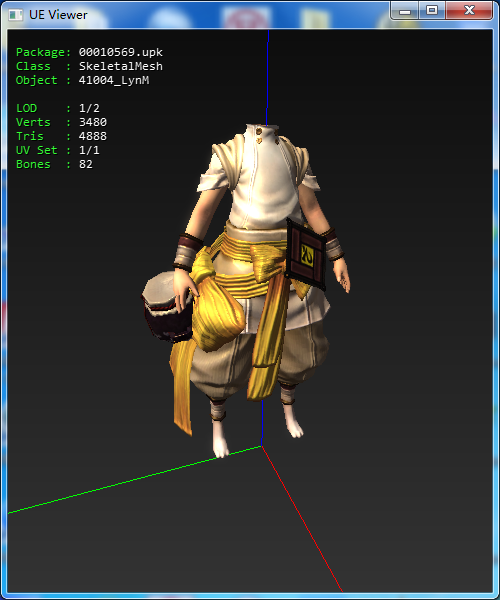 UE Viewer
Package: 00010569.upk
Class : SkeletalMesh
Object : 41004_LynM
LOD : 1/2
Verts : 3480
Tris : 4888
UV Set : 1/1
Bones : 82